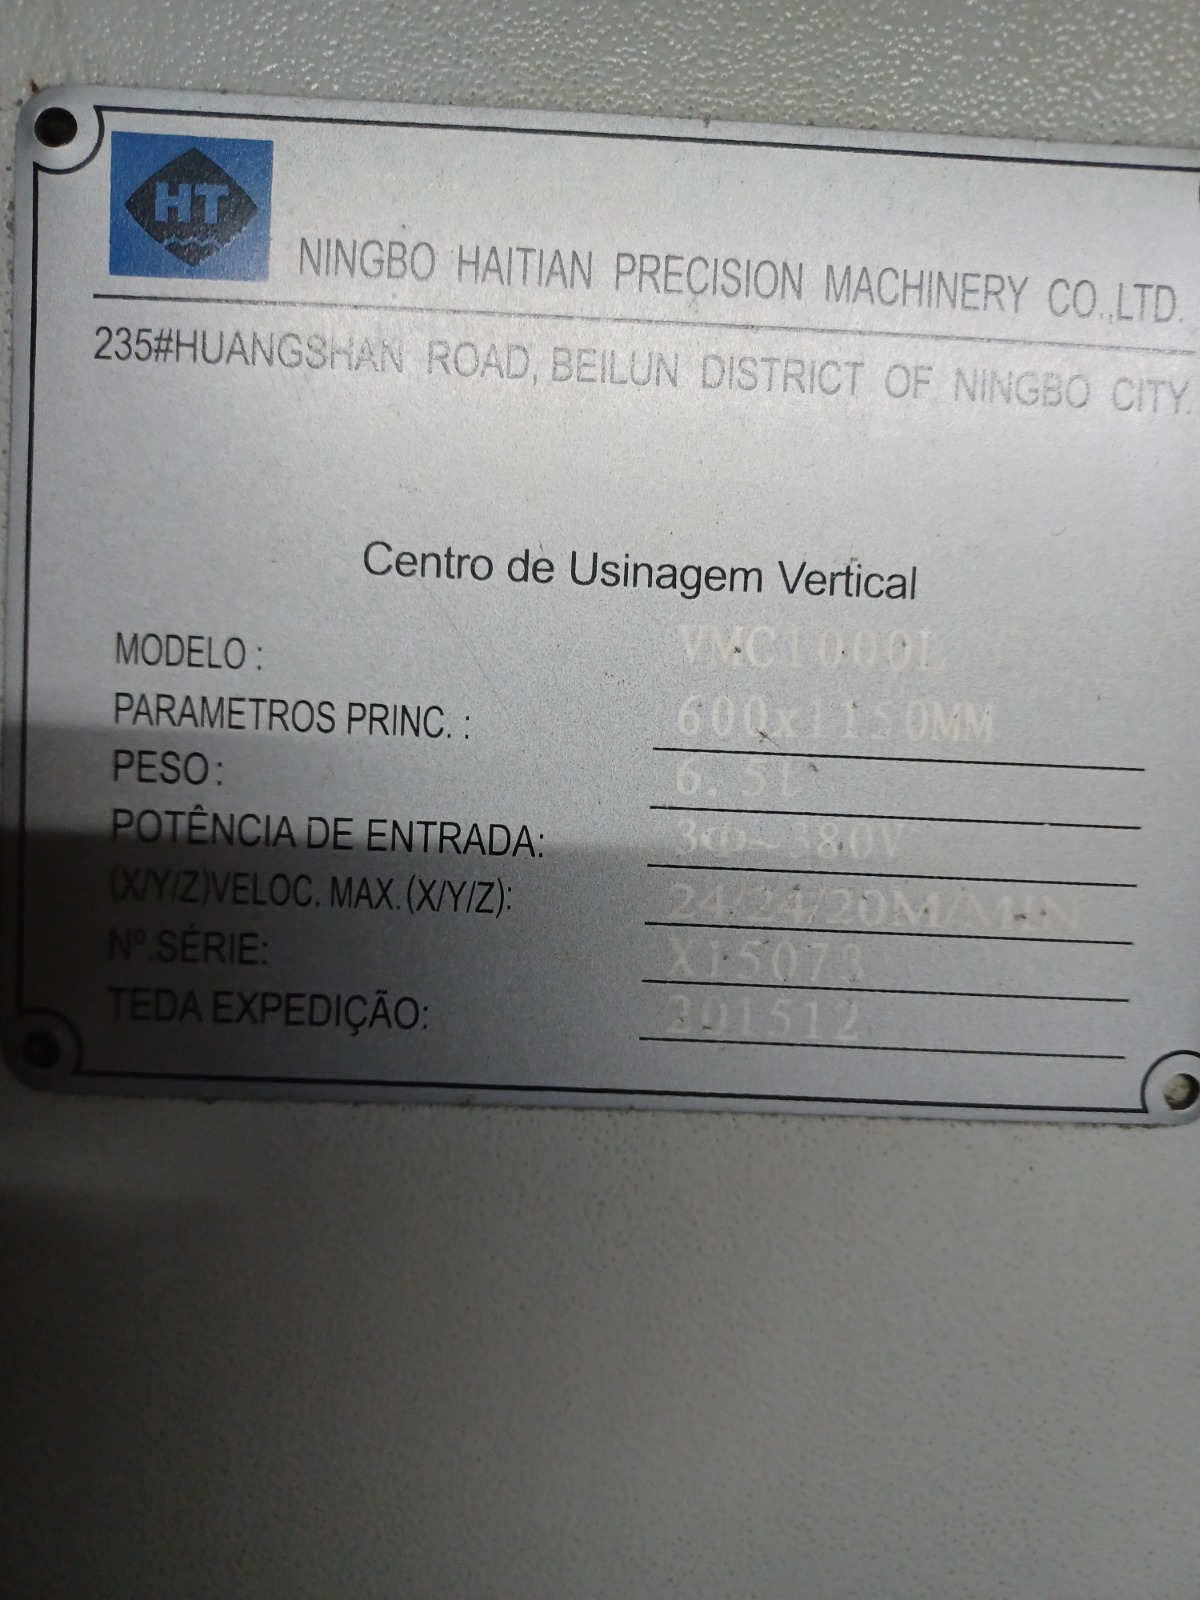 HT
NINGBO HAITIAN PRECISION MACHINERY CO.,LTD.
235#HUANGSHAN ROAD, BEILUN DISTRICT OF NINGBO CITY.
Centro de Usinagem Vertical
MODELO: VMC1000L
PARAMETROS PRINC.: 600x1150MM
PESO: 6.5t
POTÊNCIA DE ENTRADA: 3Φ~380V
(X/Y/Z)VELOC. MAX.(X/Y/Z): 24/24/20M/MIN
Nº.SÉRIE: X15073
TEDA EXPEDIÇÃO: 201512